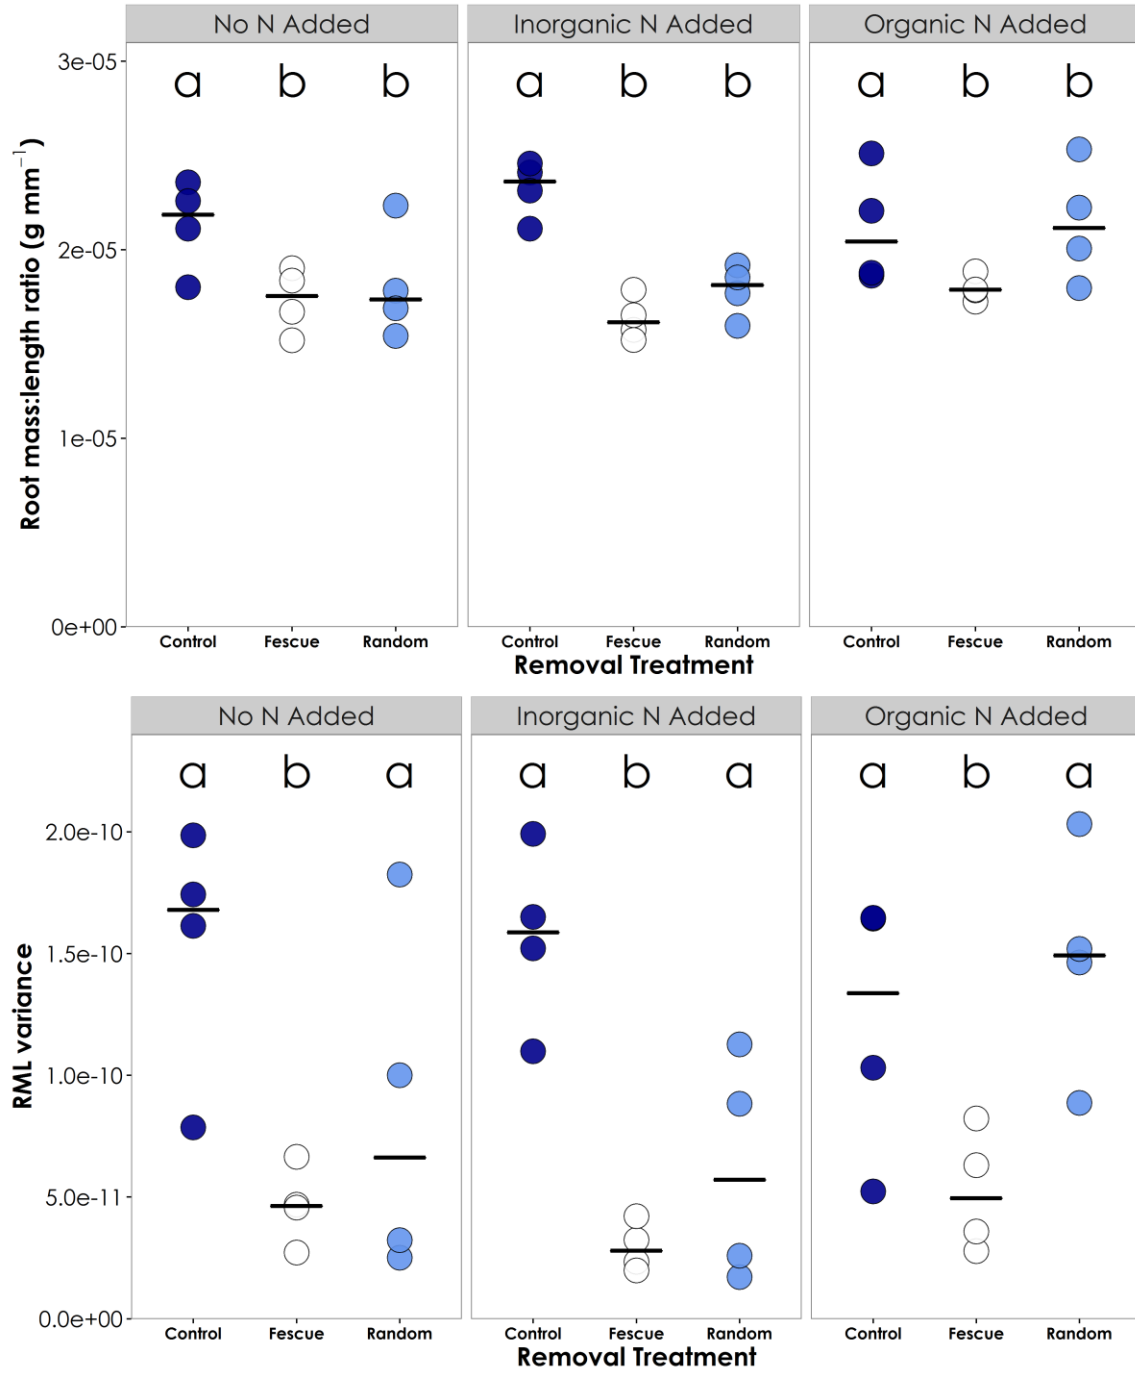 No N Added Inorganic N Added Organic N Added
a b b a b b a b b
Root mass:length ratio (g mm⁻¹)
3e-05
2e-05
1e-05
0e+00
Control Fescue Random Control Fescue Random Control Fescue Random
Removal Treatment
No N Added Inorganic N Added Organic N Added
a b a a b a a b a
RML variance
2.0e-10
1.5e-10
1.0e-10
5.0e-11
0.0e+00
Control Fescue Random Control Fescue Random Control Fescue Random
Removal Treatment